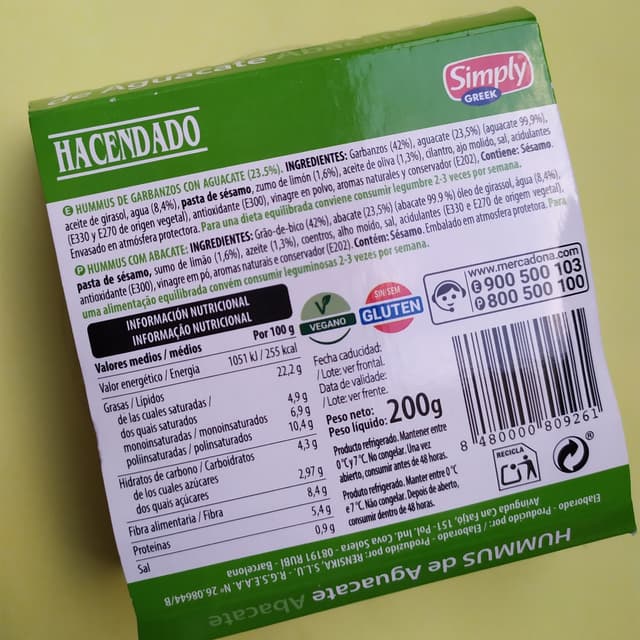 de Aguacate Abacate
Simply
GREEK
HACENDADO
E HUMMUS DE GARBANZOS CON AGUACATE (23.5%). INGREDIENTES: Garbanzos (42%), aguacate (23,5%) (aguacate 99,9%),
aceite de girasol, agua (8,4%), pasta de sésamo, zumo de limón (1,6%), aceite de oliva (1,3%), cilantro, ajo molido, sal, acidulantes
(E330 y E270 de origen vegetal), antioxidante (E300), vinagre en polvo, aromas naturales y conservador (E202). Contiene: Sésamo.
Envasado en atmósfera protectora. Para una dieta equilibrada conviene consumir legumbre 2-3 veces por semana.
P HUMMUS COM ABACATE: INGREDIENTES: Grão-de-bico (42%), abacate (23,5%) (abacate 99.9 %) óleo de girassol, água (8,4%),
pasta de sésamo, sumo de limão (1,6%), azeite (1,3%), coentros, alho moído, sal, acidulantes (E330 e E270 de origem vegetal),
antioxidante (E300), vinagre em pó, aromas naturais e conservador (E202). Contém: Sésamo. Embalado em atmosfera protetora. Para
uma alimentação equilibrada convém consumir leguminosas 2-3 vezes por semana.
INFORMACIÓN NUTRICIONAL
INFORMAÇÃO NUTRICIONAL
Valores medios / médios Por 100 g
Valor energético / Energia 1051 kJ / 255 kcal
Grasas / Lípidos 22,2 g
de las cuales saturadas /
dos quais saturados 4,9 g
monoinsaturadas / monoinsaturados 6,9 g
poliinsaturadas / polinsaturados 10,4 g
Hidratos de carbono / Carboidratos 4,3 g
de los cuales azúcares
dos quais açúcares 2,97 g
Fibra alimentaria / Fibra 8,4 g
Proteínas 5,4 g
Sal 0,9 g
V
VEGANO
SIN/SEM
GLUTEN
www.mercadona.com
E 900 500 103
P 800 500 100
Fecha caducidad:
/ Lote: ver frontal.
Data de validade:
/ Lote: ver frente.
Peso neto:
Peso líquido: 200g
Producto refrigerado. Mantener entre
0°C y 7°C. No congelar. Una vez
abierto, consumir antes de 48 horas.
Produto refrigerado. Manter entre 0°C
e 7°C. Não congelar. Depois de aberto,
consumir dentro de 48 horas.
8 480000 809261
RECICLA
®
Elaborado - Producido por: / Elaborado - Produzido por: RENSIKA, S.L.U. - R.G.S.E.A.A. Nº 26.08644/B
Avinguda Can Fatjó, 151 Pol. Ind. Cova Solera - 08191 RUBÍ - Barcelona
HUMMUS de Aguacate Abacate